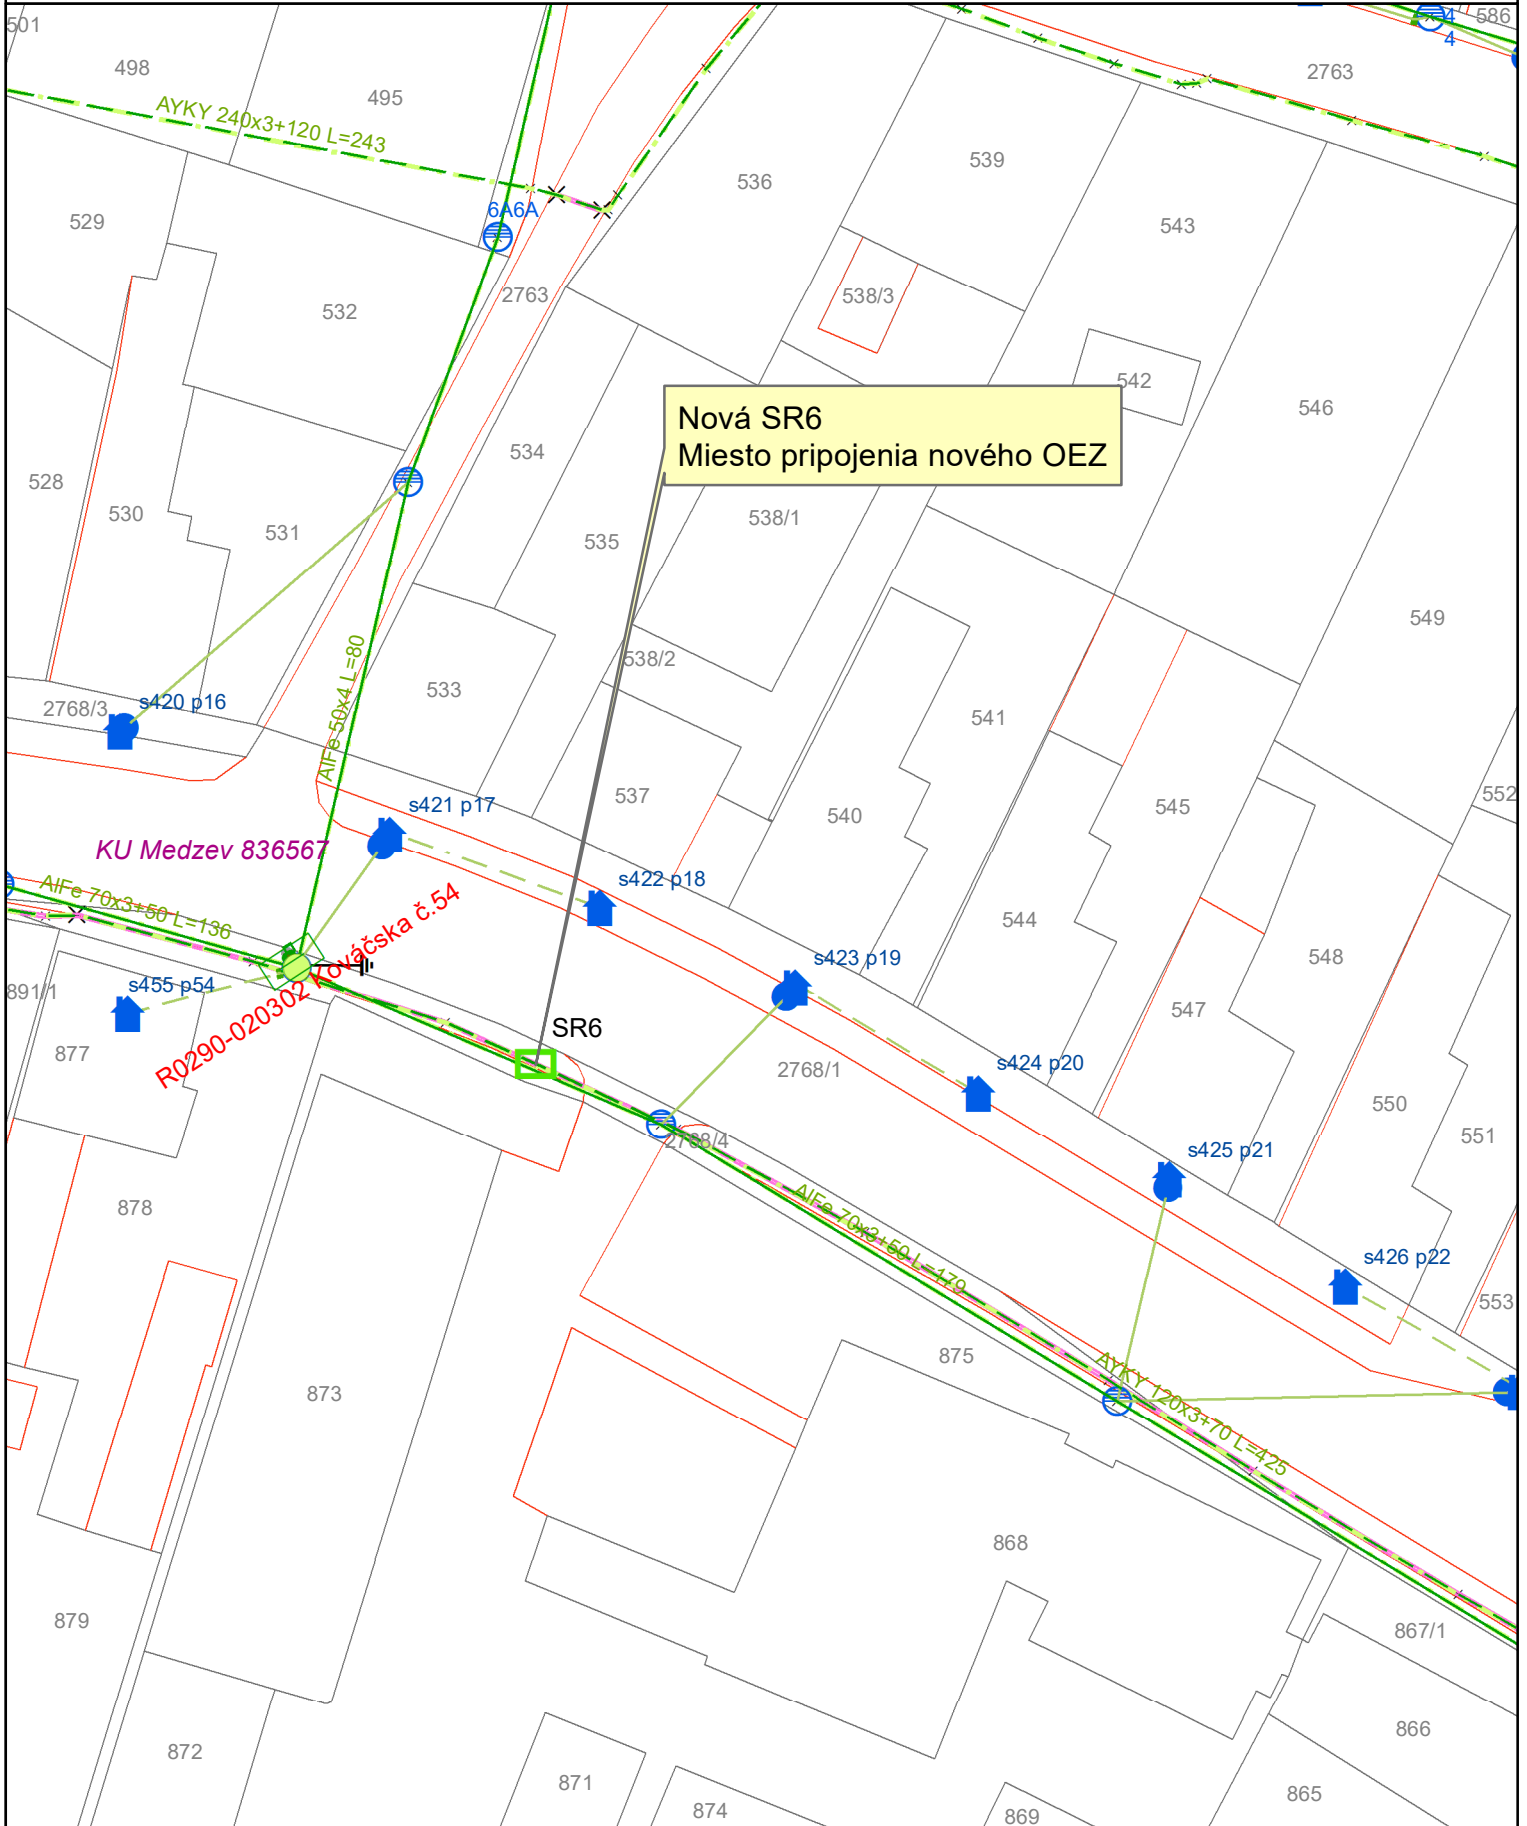 501
498
495
AYKY 240x3+120 L=243
586
4
4
2763
536
539
543
529
6A6A
532
2763
538/3
542
546
Nová SR6
Miesto pripojenia nového OEZ
528
530
531
534
535
538/1
549
538/2
533
AlFe 50x4 L=80
2768/3
s420 p16
541
537
s421 p17
540
545
552
KU Medzev 836567
AlFe 70x3+50 L=136
s422 p18
544
548
R0290-020302 Kováčska č.54
s423 p19
891/1
s455 p54
547
SR6
877
2768/1
s424 p20
550
551
2768/4
s425 p21
878
AlFe 70x3+50 L=179
s426 p22
553
875
873
AYKY 120x3+70 L=425
868
879
867/1
866
872
871
874
869
865